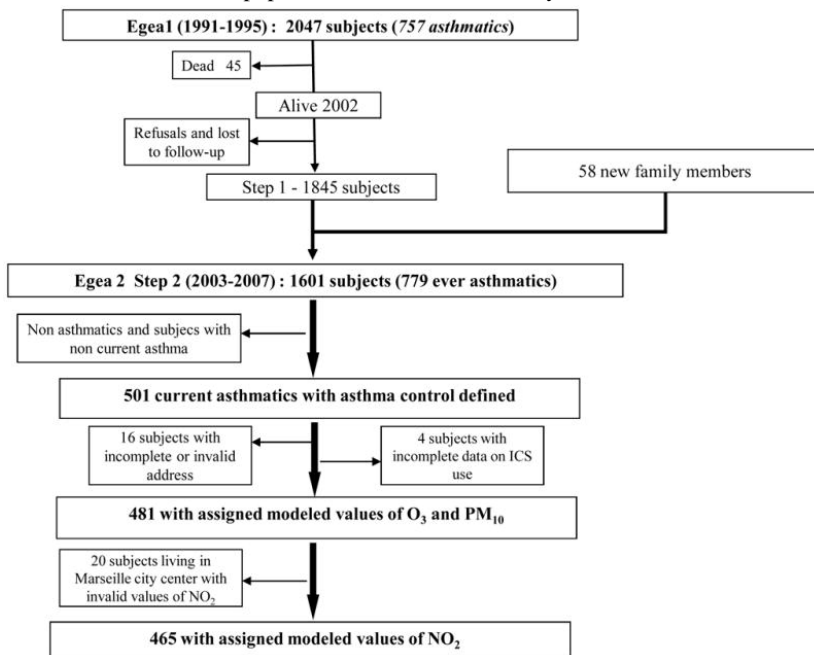 Egea1 (1991-1995) : 2047 subjects (757 asthmatics)
Dead 45
Alive 2002
Refusals and lost
to follow-up
58 new family members
Step 1 - 1845 subjects
Egea 2 Step 2 (2003-2007) : 1601 subjects (779 ever asthmatics)
Non asthmatics and subjecs with
non current asthma
501 current asthmatics with asthma control defined
16 subjects with
incomplete or invalid
address
4 subjects with
incomplete data on ICS
use
481 with assigned modeled values of O₃ and PM₁₀
20 subjects living in
Marseille city center with
invalid values of NO₂
465 with assigned modeled values of NO₂